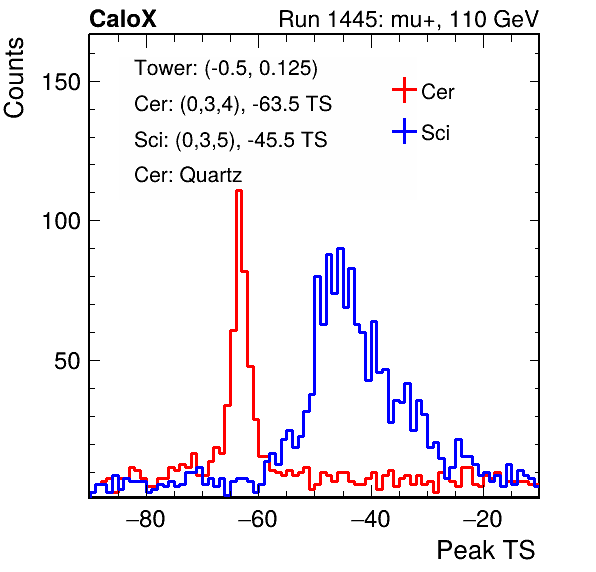 CaloX Run 1445: mu+, 110 GeV
Counts
Tower: (-0.5, 0.125)
Cer: (0,3,4), -63.5 TS
Sci: (0,3,5), -45.5 TS
Cer: Quartz
Cer
Sci
150
100
50
−80 −60 −40 −20
Peak TS